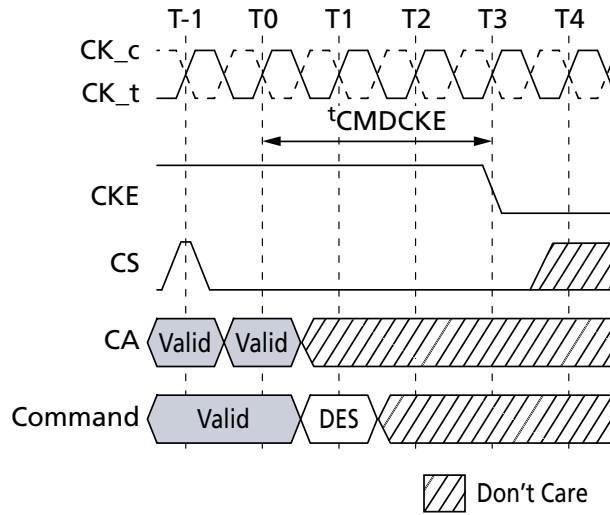 T-1 T0 T1 T2 T3 T4
CK_c
CK_t
tCMDCKE
CKE
CS
CA Valid Valid
Command Valid DES
Don't Care